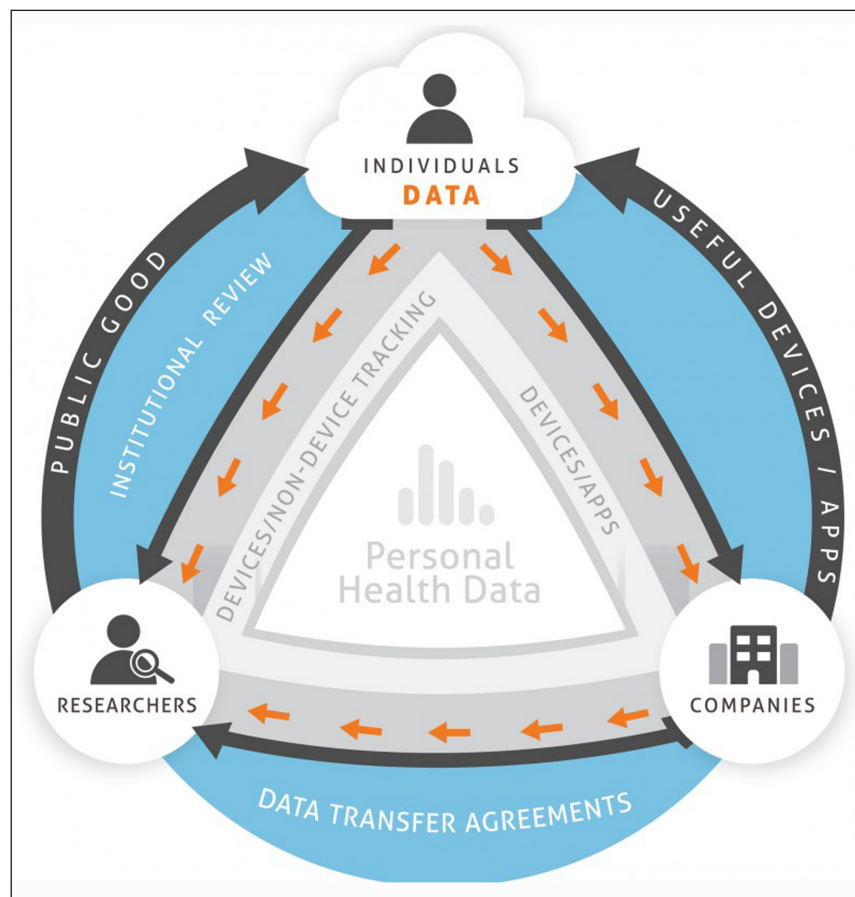 INDIVIDUALS
DATA
PUBLIC GOOD
INSTITUTIONAL REVIEW
USEFUL DEVICES / APPS
DEVICES/NON-DEVICE TRACKING
DEVICES/APPS
Personal
Health Data
RESEARCHERS
COMPANIES
DATA TRANSFER AGREEMENTS